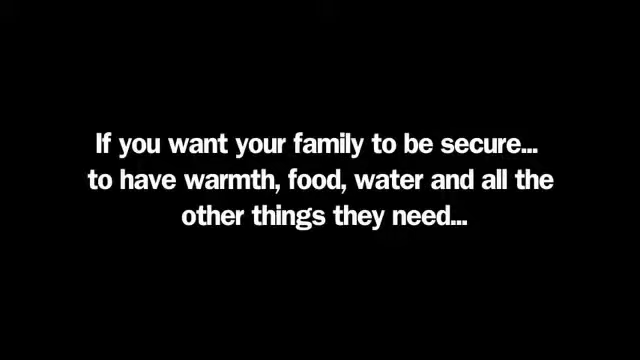 If you want your family to be secure...
to have warmth, food, water and all the
other things they need...